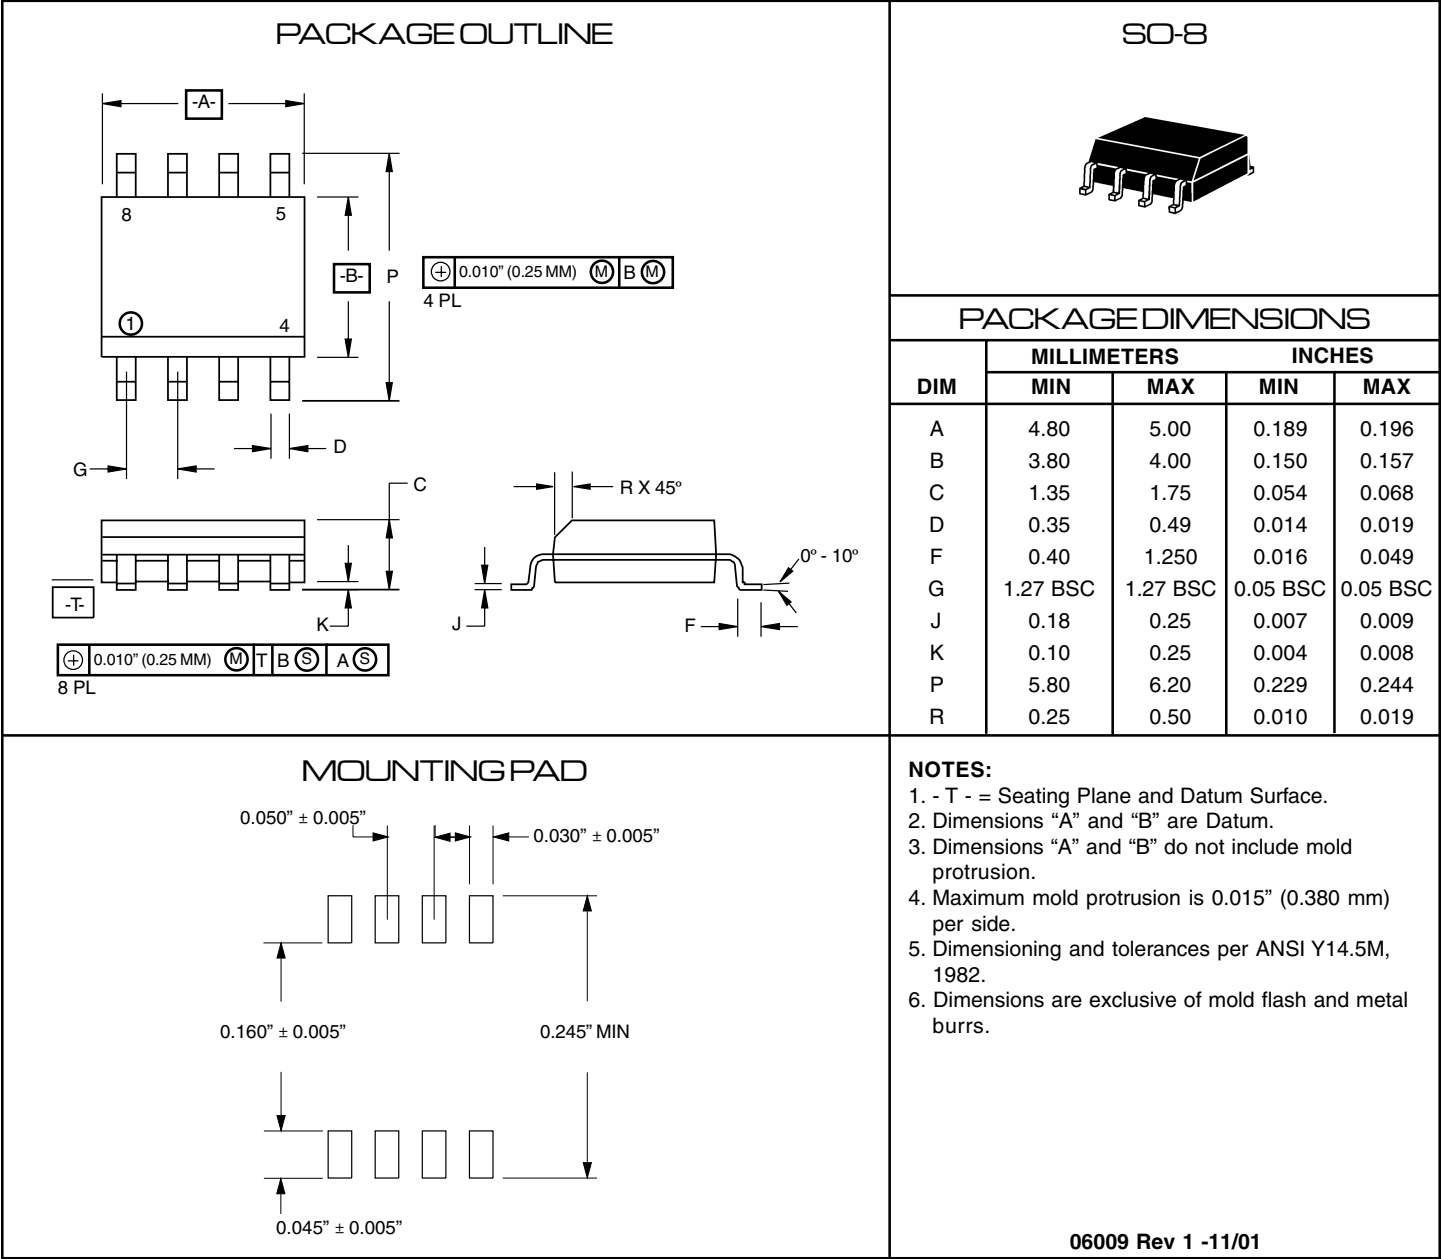 PACKAGE OUTLINE
-A-
8 5
-B- P
⌖ 0.010” (0.25 MM) Ⓜ B Ⓜ
4 PL
1 4
D
G
C
R X 45º
0º - 10º
-T-
K
J
F
⌖ 0.010” (0.25 MM) Ⓜ T B Ⓢ A Ⓢ
8 PL
SO-8
PACKAGE DIMENSIONS
MILLIMETERS INCHES
DIM MIN MAX MIN MAX
A 4.80 5.00 0.189 0.196
B 3.80 4.00 0.150 0.157
C 1.35 1.75 0.054 0.068
D 0.35 0.49 0.014 0.019
F 0.40 1.250 0.016 0.049
G 1.27 BSC 1.27 BSC 0.05 BSC 0.05 BSC
J 0.18 0.25 0.007 0.009
K 0.10 0.25 0.004 0.008
P 5.80 6.20 0.229 0.244
R 0.25 0.50 0.010 0.019
MOUNTING PAD
0.050” ± 0.005”
0.030” ± 0.005”
0.160” ± 0.005”
0.245” MIN
0.045” ± 0.005”
NOTES:
1. - T - = Seating Plane and Datum Surface.
2. Dimensions “A” and “B” are Datum.
3. Dimensions “A” and “B” do not include mold
protrusion.
4. Maximum mold protrusion is 0.015” (0.380 mm)
per side.
5. Dimensioning and tolerances per ANSI Y14.5M,
1982.
6. Dimensions are exclusive of mold flash and metal
burrs.
06009 Rev 1 -11/01